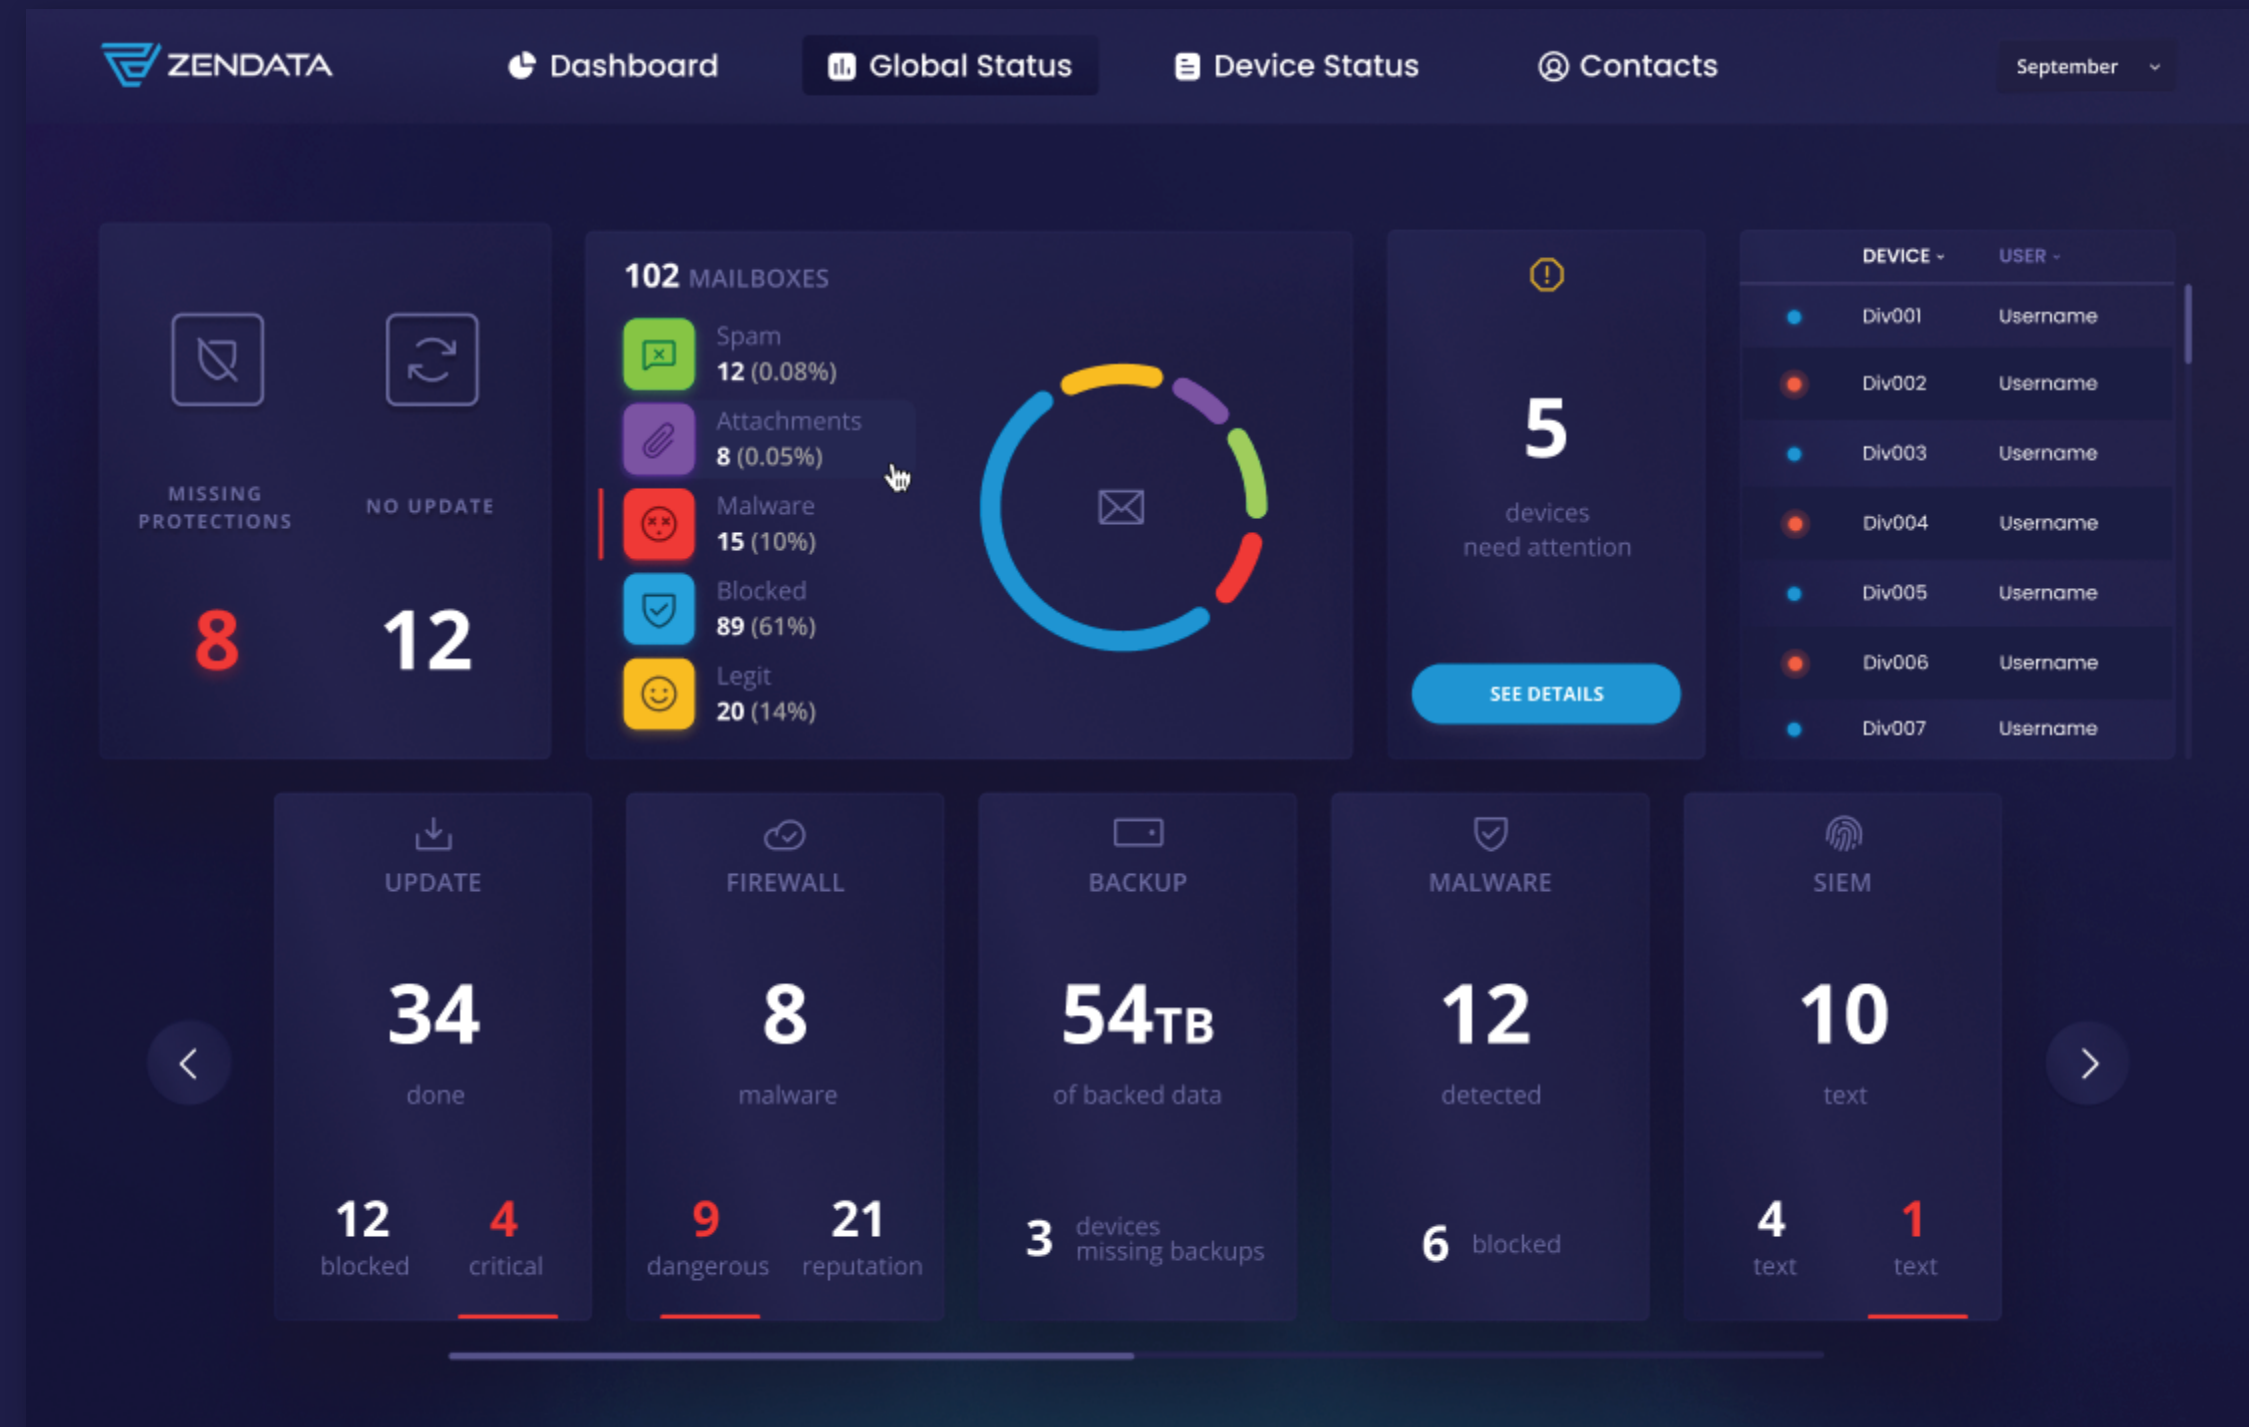 ZENDATA
Dashboard
Global Status
Device Status
Contacts
September
MISSING
PROTECTIONS
8
NO UPDATE
12
102 MAILBOXES
Spam
12 (0.08%)
Attachments
8 (0.05%)
Malware
15 (10%)
Blocked
89 (61%)
Legit
20 (14%)
5
devices
need attention
SEE DETAILS
DEVICE USER
Div001 Username
Div002 Username
Div003 Username
Div004 Username
Div005 Username
Div006 Username
Div007 Username
UPDATE
34
done
12
blocked
4
critical
FIREWALL
8
malware
9
dangerous
21
reputation
BACKUP
54TB
of backed data
3
devices
missing backups
MALWARE
12
detected
6 blocked
SIEM
10
text
4
text
1
text